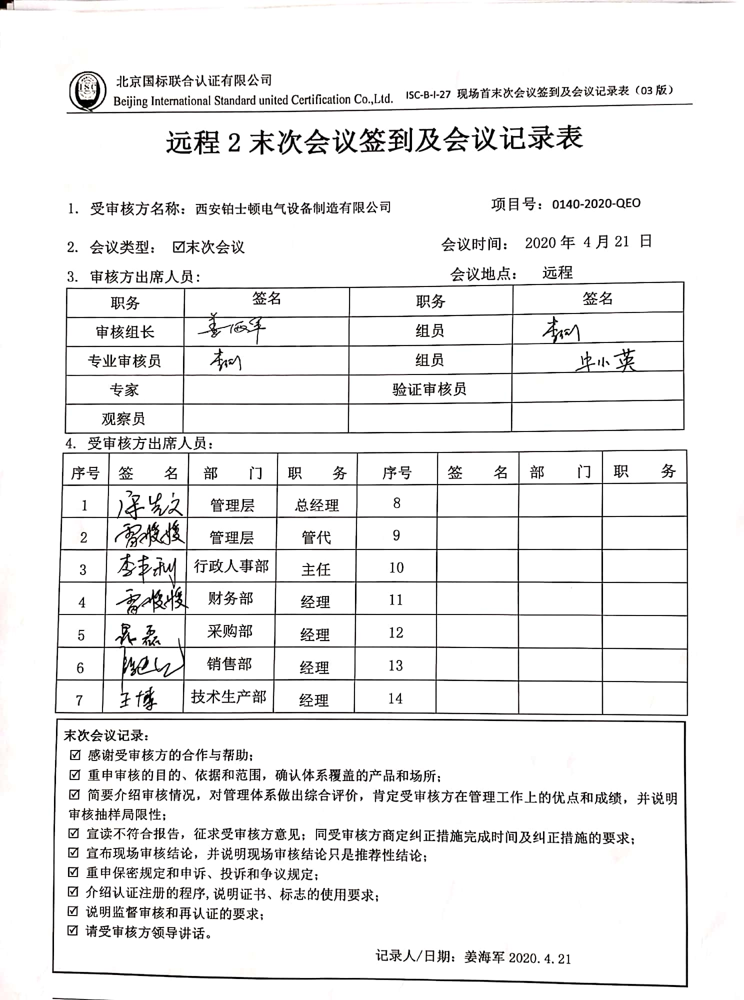 ISC
北京国标联合认证有限公司
Beijing International Standard united Certification Co.,Ltd. ISC-B-I-27 现场首末次会议签到及会议记录表（03 版）
远程 2 末次会议签到及会议记录表
1. 受审核方名称：西安铂士顿电气设备制造有限公司 项目号：0140-2020-QEO
2. 会议类型： ☑末次会议 会议时间： 2020 年 4 月 21 日
3. 审核方出席人员： 会议地点： 远程
职务 签名 职务 签名
审核组长 姜海军 组员
专业审核员 组员 小英
专家 验证审核员
观察员
4. 受审核方出席人员：
序号 签 名 部 门 职 务 序号 签 名 部 门 职 务
1 管理层 总经理 8
2 管理层 管代 9
3 李丰利 行政人事部 主任 10
4 财务部 经理 11
5 采购部 经理 12
6 销售部 经理 13
7 王博 技术生产部 经理 14
末次会议记录：
☑ 感谢受审核方的合作与帮助；
☑ 重申审核的目的、依据和范围，确认体系覆盖的产品和场所；
☑ 简要介绍审核情况，对管理体系做出综合评价，肯定受审核方在管理工作上的优点和成绩，并说明
审核抽样局限性；
☑ 宣读不符合报告，征求受审核方意见；同受审核方商定纠正措施完成时间及纠正措施的要求；
☑ 宣布现场审核结论，并说明现场审核结论只是推荐性结论；
☑ 重申保密规定和申诉、投诉和争议规定；
☑ 介绍认证注册的程序，说明证书、标志的使用要求；
☑ 说明监督审核和再认证的要求；
☑ 请受审核方领导讲话。
记录人/日期：姜海军 2020.4.21